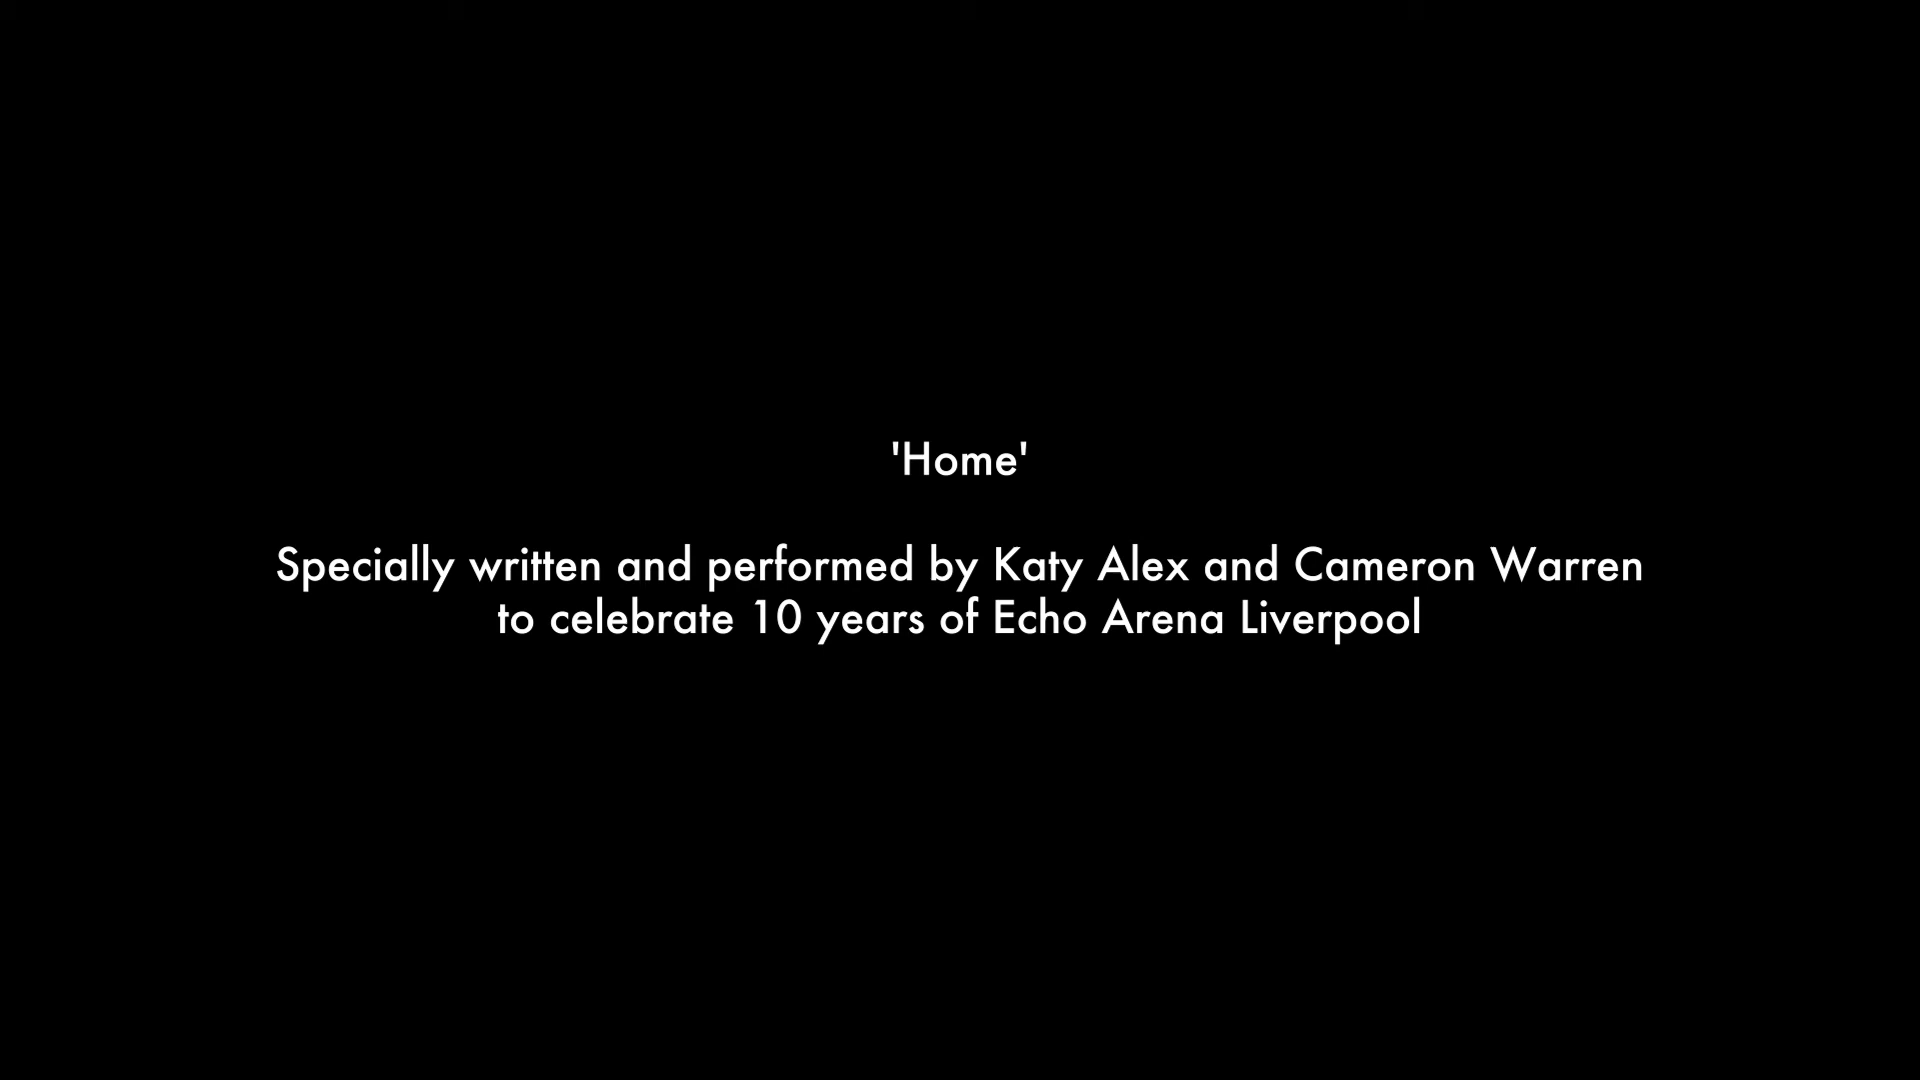 'Home'
Specially written and performed by Katy Alex and Cameron Warren
to celebrate 10 years of Echo Arena Liverpool